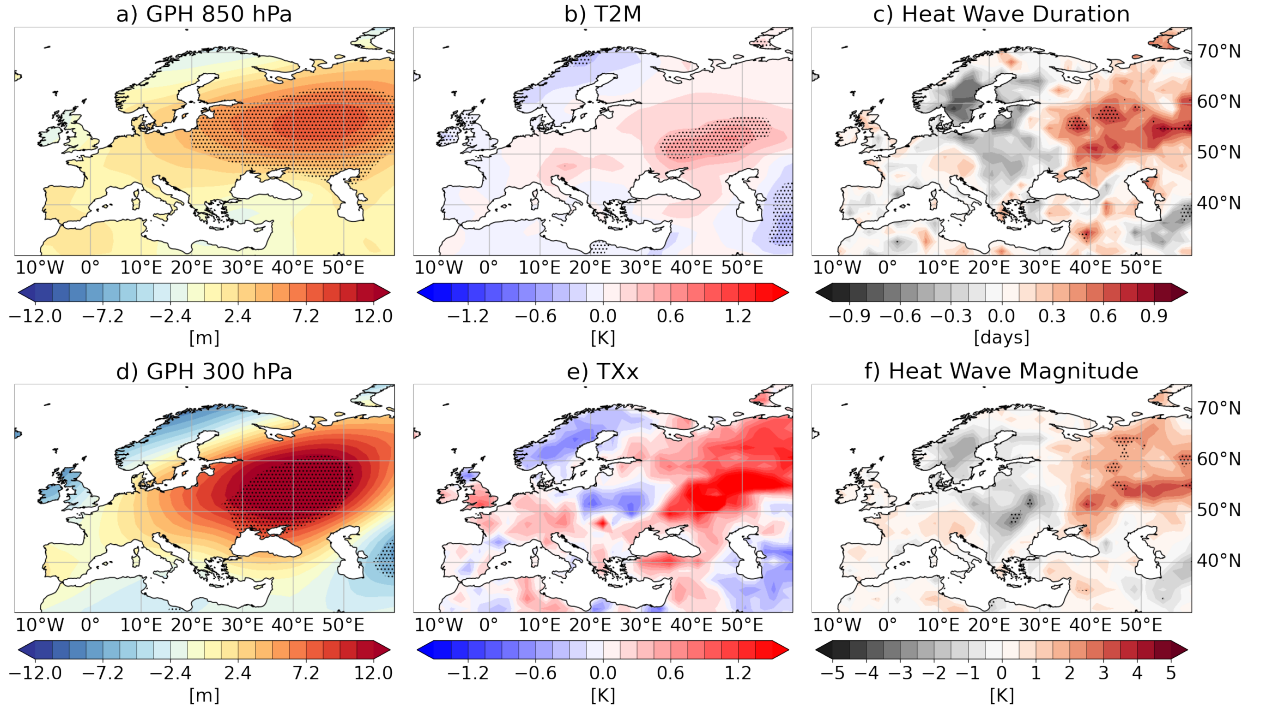 a) GPH 850 hPa b) T2M c) Heat Wave Duration
70°N
60°N
50°N
40°N
10°W 0° 10°E 20°E 30°E 40°E 50°E 10°W 0° 10°E 20°E 30°E 40°E 50°E 10°W 0° 10°E 20°E 30°E 40°E 50°E
−12.0 −7.2 −2.4 2.4 7.2 12.0 −1.2 −0.6 0.0 0.6 1.2 −0.9 −0.6 −0.3 0.0 0.3 0.6 0.9
[m] [K] [days]
d) GPH 300 hPa e) TXx f) Heat Wave Magnitude
70°N
60°N
50°N
40°N
10°W 0° 10°E 20°E 30°E 40°E 50°E 10°W 0° 10°E 20°E 30°E 40°E 50°E 10°W 0° 10°E 20°E 30°E 40°E 50°E
−12.0 −7.2 −2.4 2.4 7.2 12.0 −1.2 −0.6 0.0 0.6 1.2 −5 −4 −3 −2 −1 0 1 2 3 4 5
[m] [K] [K]